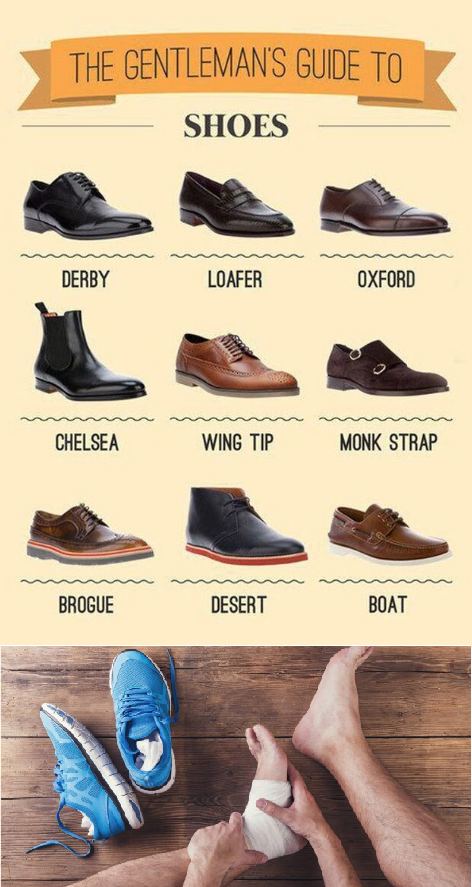 THE GENTLEMAN'S GUIDE TO
SHOES
DERBY
LOAFER
OXFORD
CHELSEA
WING TIP
MONK STRAP
BROGUE
DESERT
BOAT